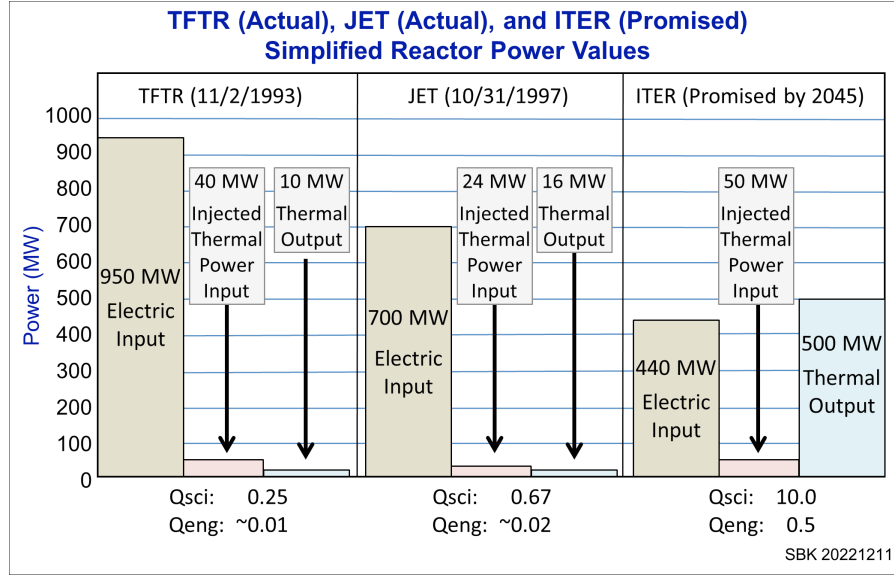 TFTR (Actual), JET (Actual), and ITER (Promised)
Simplified Reactor Power Values
TFTR (11/2/1993)
JET (10/31/1997)
ITER (Promised by 2045)
Power (MW)
1000
900
800
700
600
500
400
300
200
100
0
950 MW
Electric
Input
40 MW
Injected
Thermal
Power
Input
10 MW
Thermal
Output
700 MW
Electric
Input
24 MW
Injected
Thermal
Power
Input
16 MW
Thermal
Output
440 MW
Electric
Input
50 MW
Injected
Thermal
Power
Input
500 MW
Thermal
Output
Qsci: 0.25
Qeng: ~0.01
Qsci: 0.67
Qeng: ~0.02
Qsci: 10.0
Qeng: 0.5
SBK 20221211